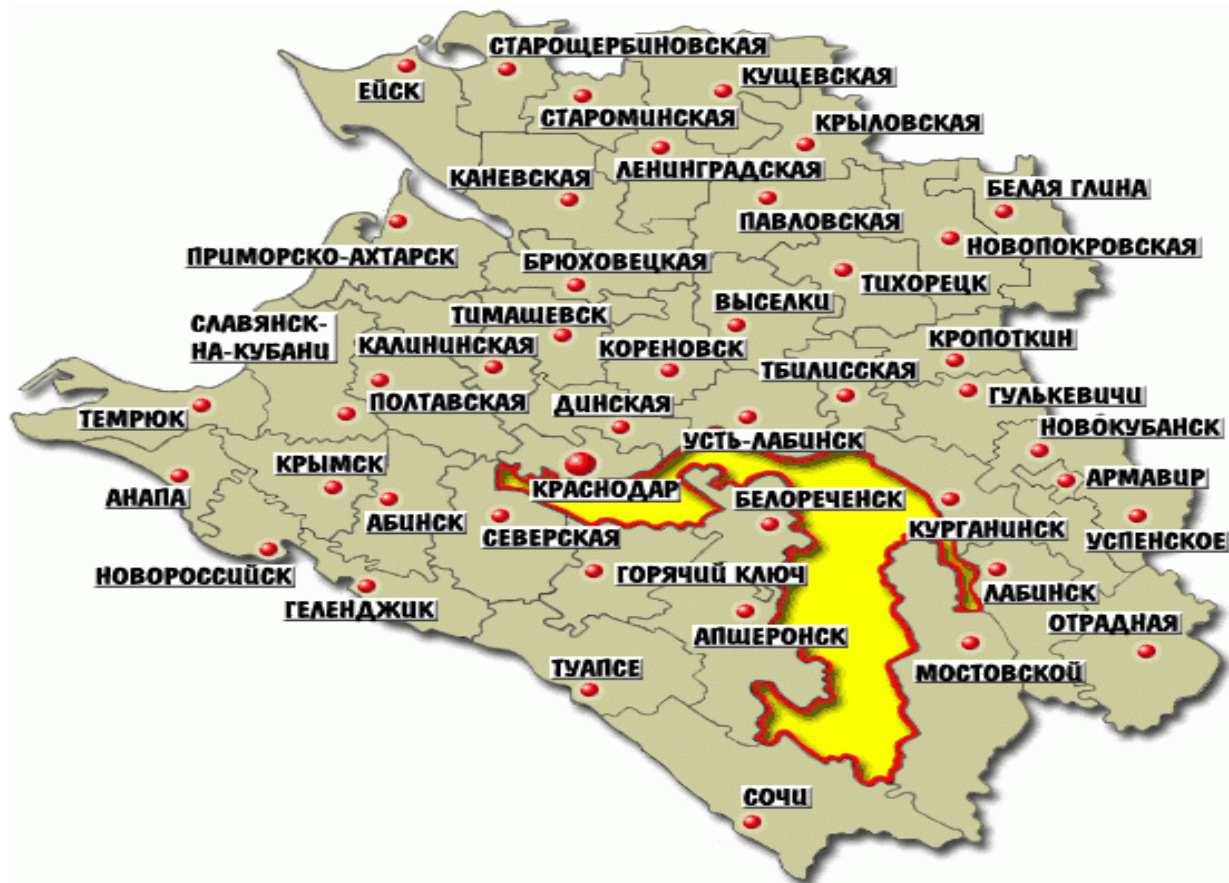 СТАРОЩЕРБИНОВСКАЯ
КУЩЕВСКАЯ
ЕЙСК
СТАРОМИНСКАЯ
КРЫЛОВСКАЯ
ЛЕНИНГРАДСКАЯ
КАНЕВСКАЯ
БЕЛАЯ ГЛИНА
ПАВЛОВСКАЯ
НОВОПОКРОВСКАЯ
ПРИМОРСКО-АХТАРСК
БРЮХОВЕЦКАЯ
ТИХОРЕЦК
ВЫСЕЛКИ
ТИМАШЕВСК
СЛАВЯНСК-
НА-КУБАНИ
КАЛИНИНСКАЯ
КОРЕНОВСК
КРОПОТКИН
ТБИЛИССКАЯ
ГУЛЬКЕВИЧИ
ПОЛТАВСКАЯ
ДИНСКАЯ
ТЕМРЮК
НОВОКУБАНСК
УСТЬ-ЛАБИНСК
КРЫМСК
АРМАВИР
КРАСНОДАР
АНАПА
БЕЛОРЕЧЕНСК
АБИНСК
КУРГАНИНСК
СЕВЕРСКАЯ
УСПЕНСКОЕ
НОВОРОССИЙСК
ГОРЯЧИЙ КЛЮЧ
ЛАБИНСК
ГЕЛЕНДЖИК
ОТРАДНАЯ
АПШЕРОНСК
ТУАПСЕ
МОСТОВСКОЙ
СОЧИ